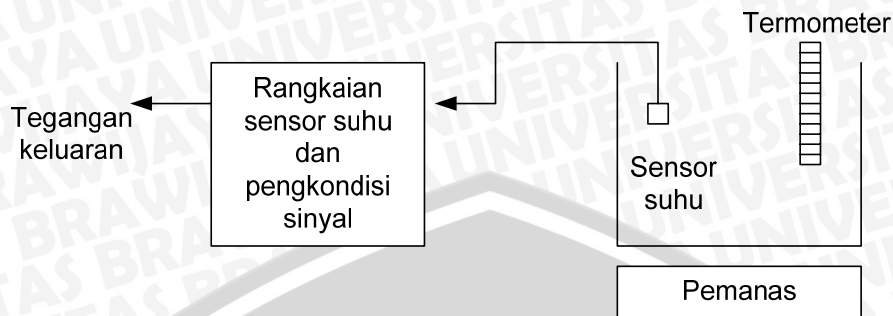 Termometer
Rangkaian
sensor suhu
dan
pengkondisi
sinyal
Tegangan
keluaran
Sensor
suhu
Pemanas